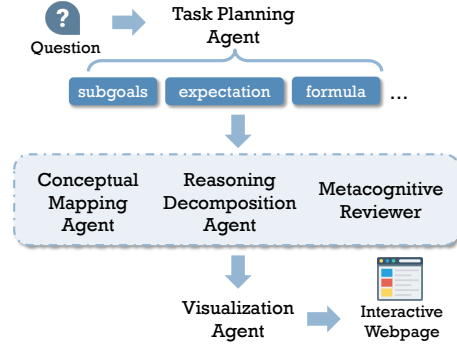 ?
Question
Task Planning
Agent
subgoals
expectation
formula
...
Conceptual
Mapping
Agent
Reasoning
Decomposition
Agent
Metacognitive
Reviewer
Visualization
Agent
Interactive
Webpage